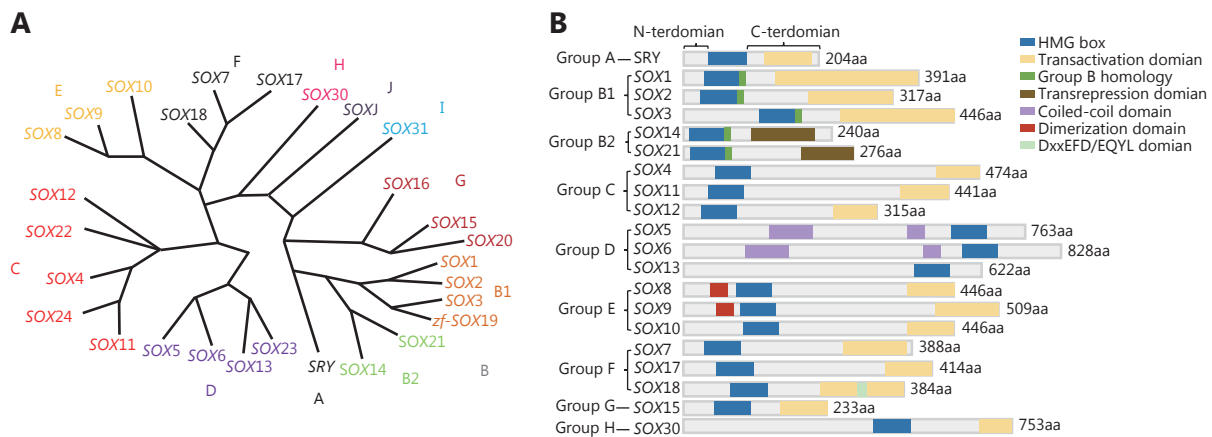 A
F
SOX7
SOX17
H
E
SOX10
SOX30
J
SOX9
SOXJ
I
SOX8
SOX18
SOX31
SOX12
SOX16
G
SOX22
SOX15
SOX20
C
SOX4
SOX1
SOX2
B1
SOX3
SOX24
zf-SOX19
SOX11
SOX5
SOX6
SOX23
SOX13
SOX21
SRY
SOX14
B2
B
D
A
B
N-terdomian
C-terdomian
Group A
SRY
204aa
Group B1
SOX1
391aa
SOX2
317aa
SOX3
446aa
Group B2
SOX14
240aa
SOX21
276aa
Group C
SOX4
474aa
SOX11
441aa
SOX12
315aa
Group D
SOX5
763aa
SOX6
828aa
SOX13
622aa
Group E
SOX8
446aa
SOX9
509aa
SOX10
446aa
Group F
SOX7
388aa
SOX17
414aa
SOX18
384aa
Group G
SOX15
233aa
Group H
SOX30
753aa
HMG box
Transactivation domian
Group B homology
Transrepression domian
Coiled-coil domain
Dimerization domain
DxxEFD/EQYL domian